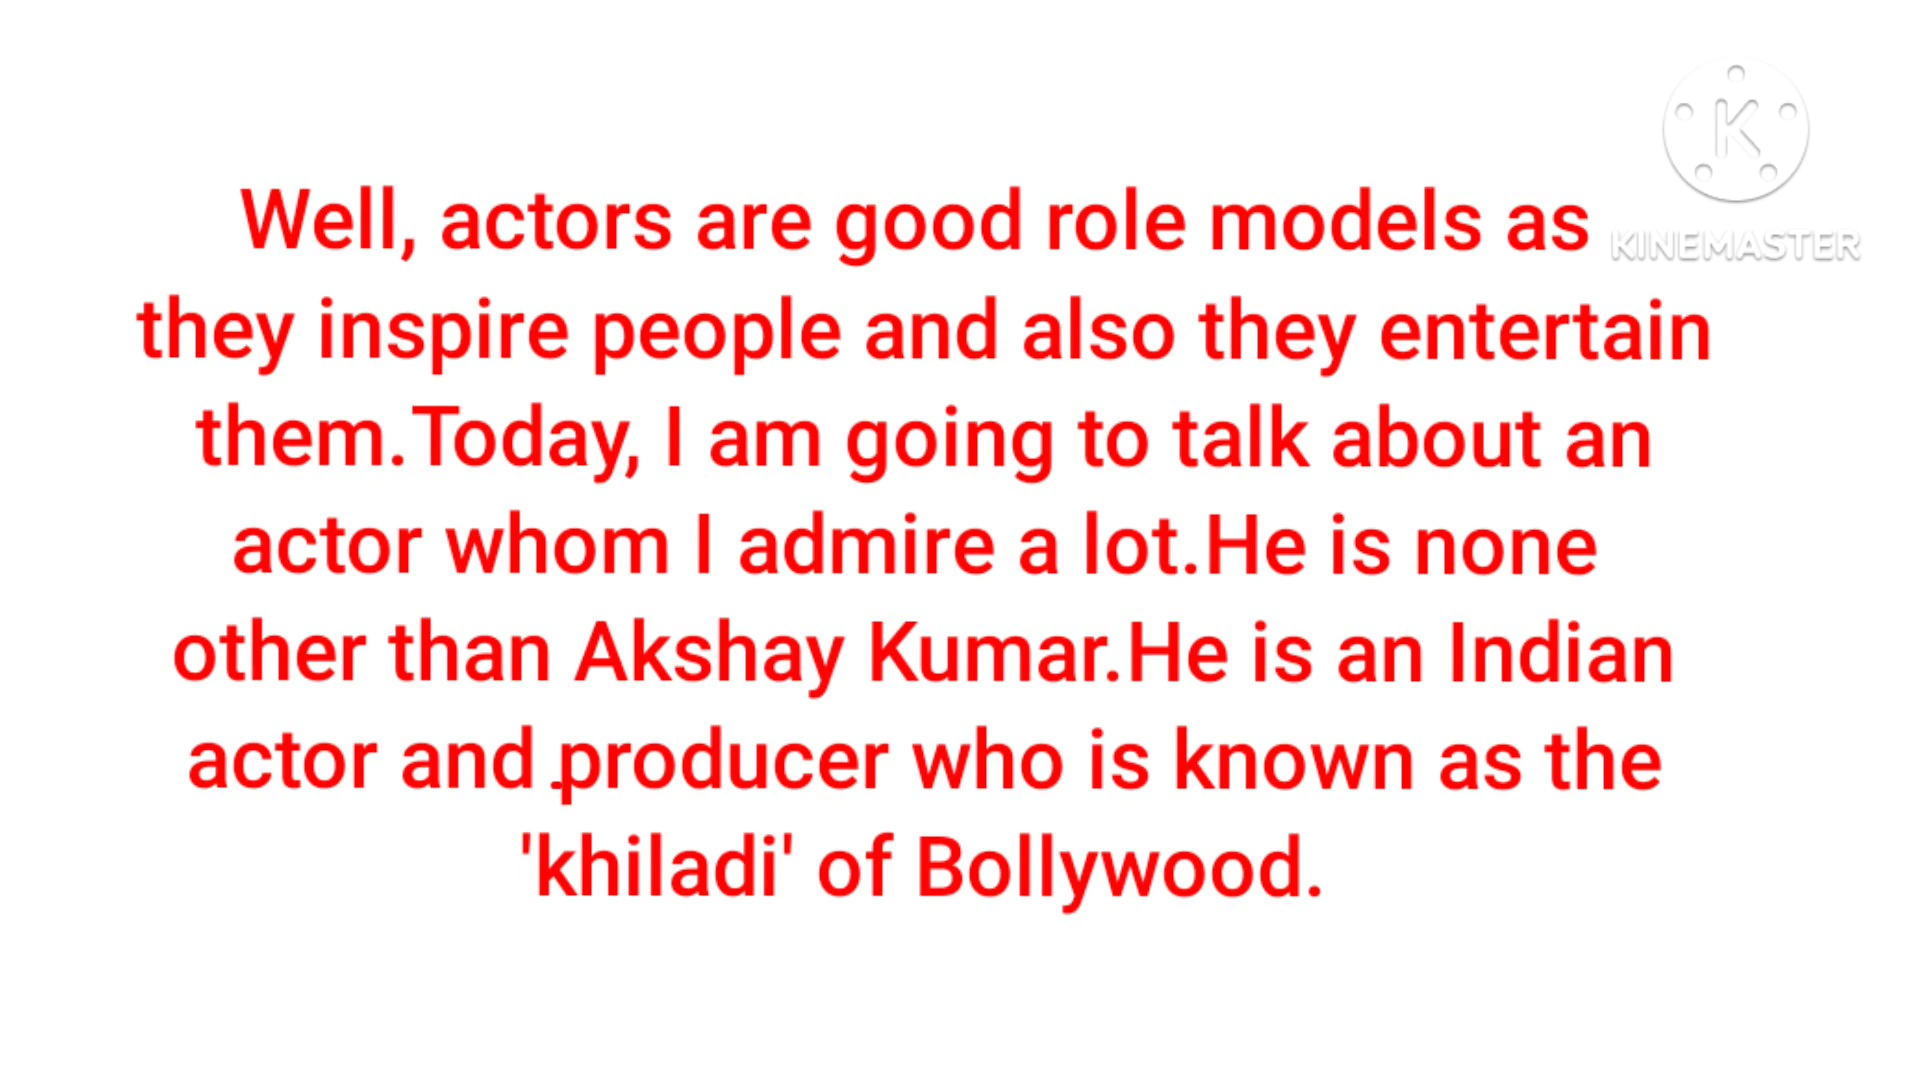 Well, actors are good role models as
they inspire people and also they entertain
them.Today, I am going to talk about an
actor whom I admire a lot.He is none
other than Akshay Kumar.He is an Indian
actor and .producer who is known as the
'khiladi' of Bollywood.
K
KINEMASTER